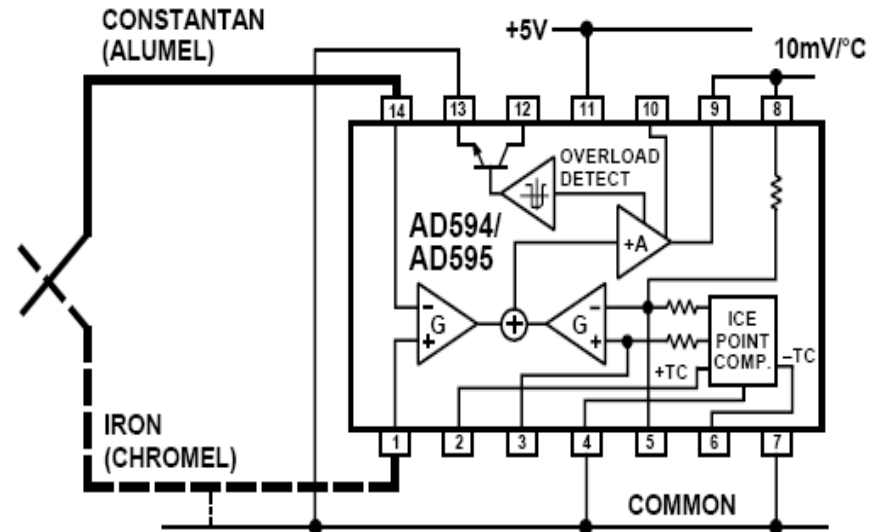 CONSTANTAN
(ALUMEL)
+5V
10mV/°C
14
13
12
11
10
9
8
OVERLOAD
DETECT
AD594/
AD595
+A
–
G
+
+
–
G
+
ICE
POINT
COMP.
–TC
+TC
IRON
(CHROMEL)
1
2
3
4
5
6
7
COMMON